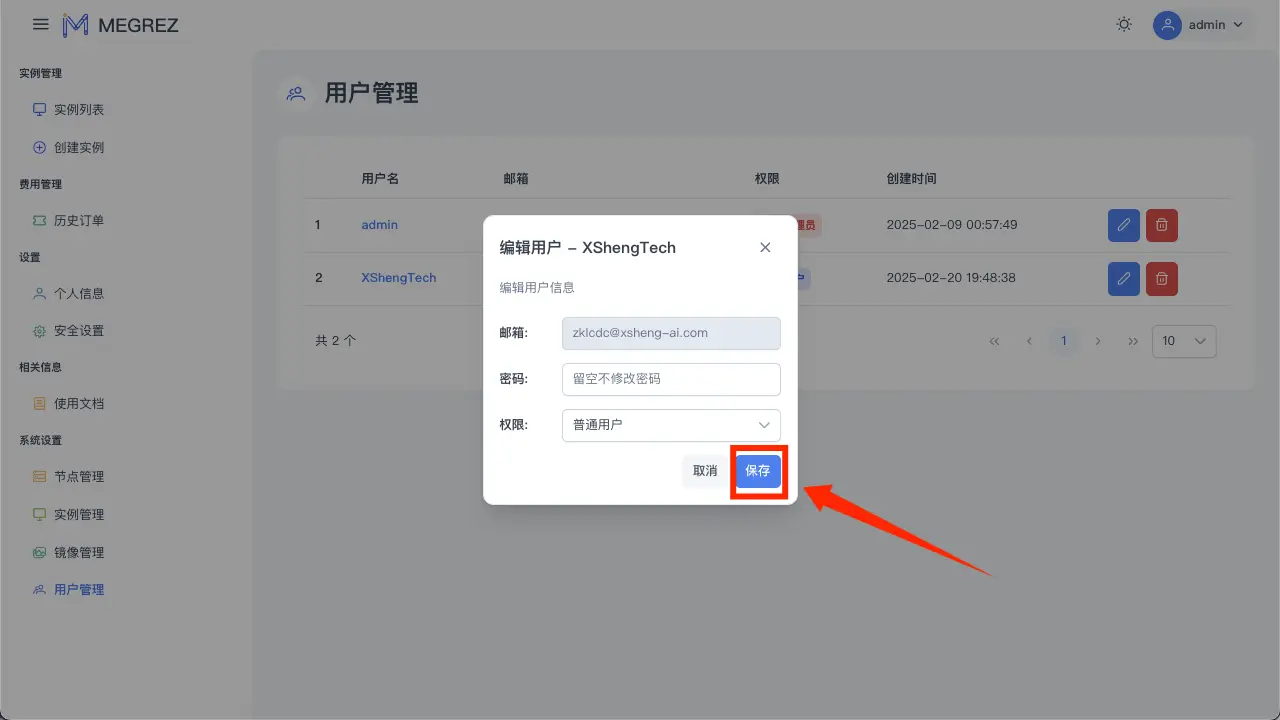 MEGREZ
admin
实例管理
实例列表
创建实例
费用管理
历史订单
设置
个人信息
安全设置
相关信息
使用文档
系统设置
节点管理
实例管理
镜像管理
用户管理
用户管理
用户名 邮箱 权限 创建时间
1 admin 员 2025-02-09 00:57:49
2 XShengTech 户 2025-02-20 19:48:38
共 2 个
1
10
编辑用户 - XShengTech
编辑用户信息
邮箱: zklcdc@xsheng-ai.com
密码: 留空不修改密码
权限: 普通用户
取消 保存